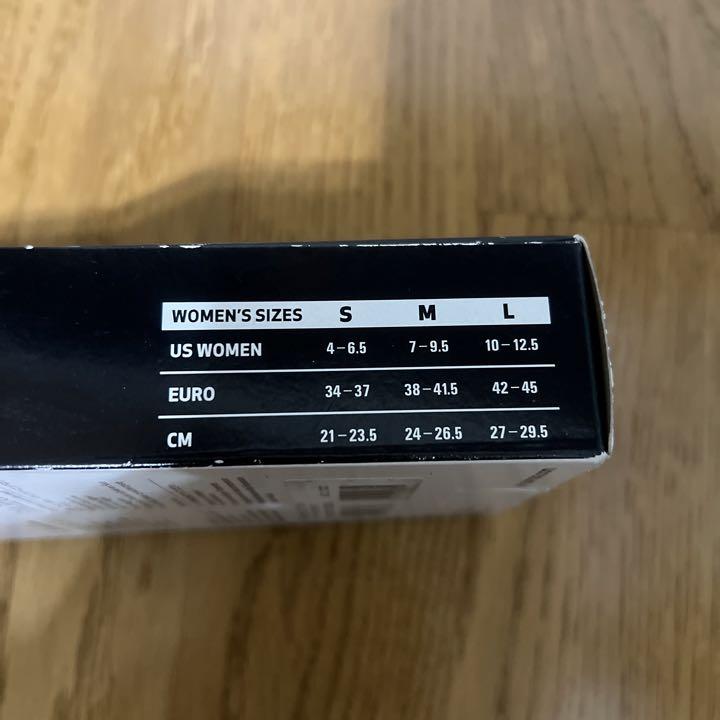 WOMEN'S SIZES S M L
US WOMEN 4–6.5 7–9.5 10–12.5
EURO 34–37 38–41.5 42–45
CM 21–23.5 24–26.5 27–29.5